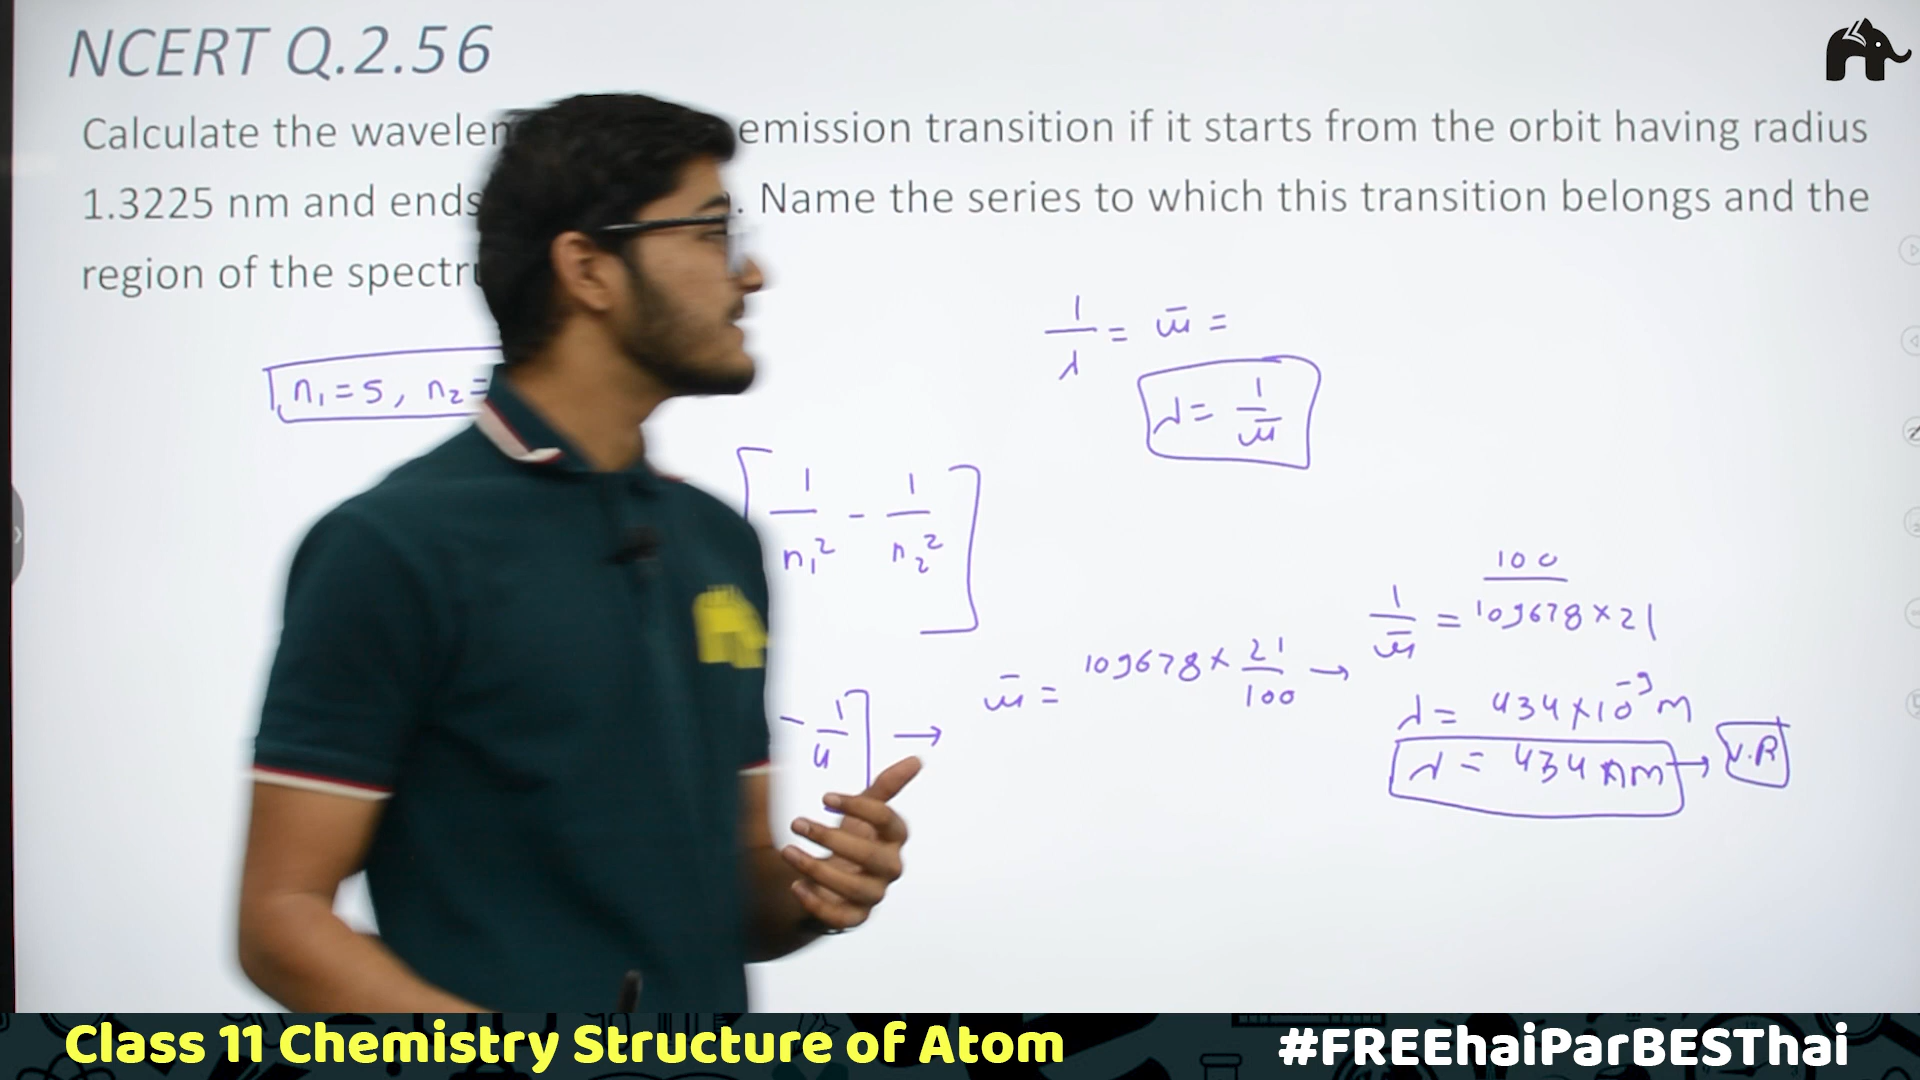 NCERT Q.2.56
Calculate the emission transition if it starts from the orbit having radius
1.3225 nm and ends . Name the series to which this transition belongs and the
region of the
1/λ = ν̄ =
n₁ = 5, n₂ =
λ = 1/ν̄
[1/n₁² - 1/n₂²]
1/ν̄ = 100/109678 × 21
ν̄ = 109678 × 21/100 →
- 1/4] →
λ = 434 × 10⁻⁹ m
λ = 434 nm → V.R
Class 11 Chemistry Structure of Atom
#FREEhaiParBESThai